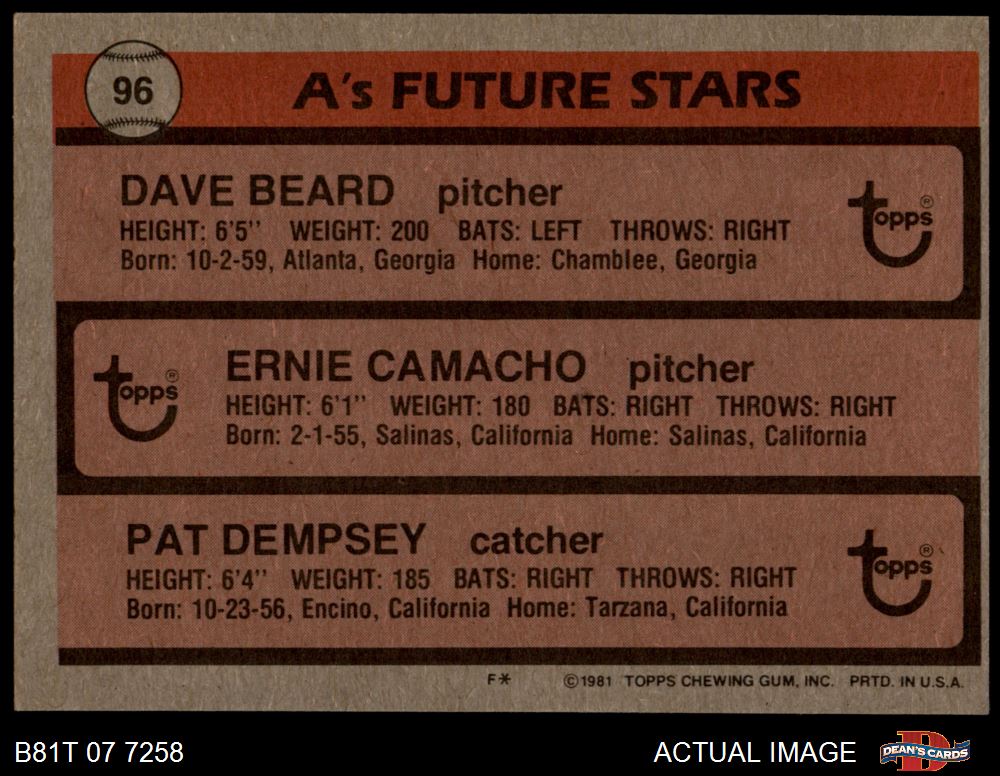 96
A's FUTURE STARS
DAVE BEARD pitcher
HEIGHT: 6'5" WEIGHT: 200 BATS: LEFT THROWS: RIGHT
Born: 10-2-59, Atlanta, Georgia Home: Chamblee, Georgia
topps®
topps®
ERNIE CAMACHO pitcher
HEIGHT: 6'1" WEIGHT: 180 BATS: RIGHT THROWS: RIGHT
Born: 2-1-55, Salinas, California Home: Salinas, California
PAT DEMPSEY catcher
HEIGHT: 6'4" WEIGHT: 185 BATS: RIGHT THROWS: RIGHT
Born: 10-23-56, Encino, California Home: Tarzana, California
topps®
F* ©1981 TOPPS CHEWING GUM, INC. PRTD. IN U.S.A.
B81T 07 7258
ACTUAL IMAGE
DEAN'S CARDS